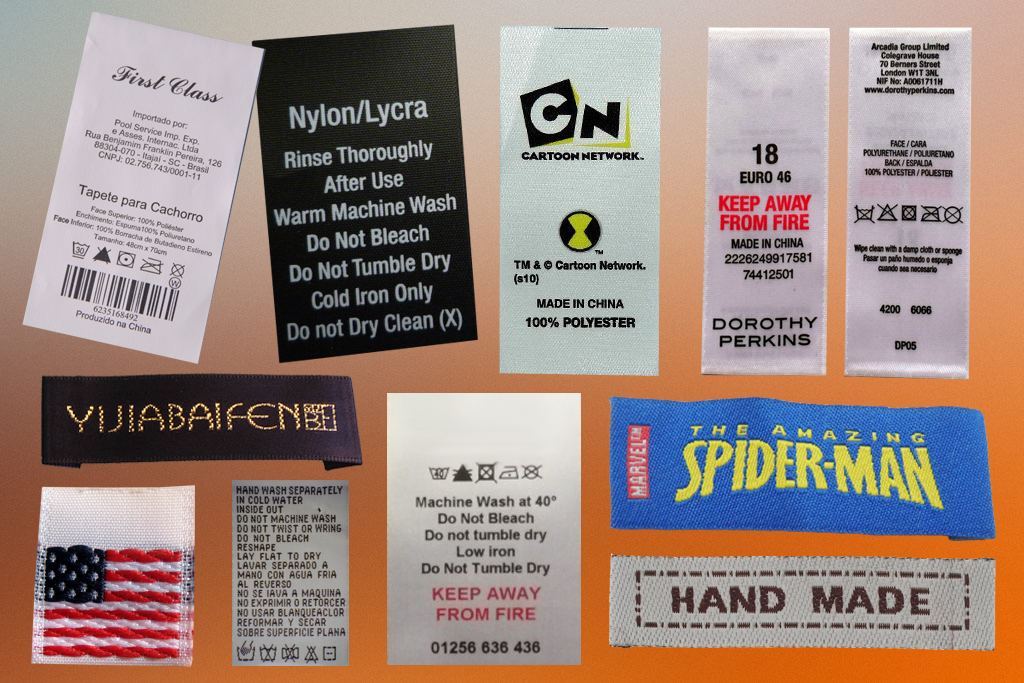 First Class
Importado por:
Pool Service Imp. Exp.
e Asses. Internac. Ltda
Rua Benjamim Franklin Pereira, 126
88304-070 - Itajaí - SC - Brasil
CNPJ: 02.756.743/0001-11
Tapete para Cachorro
Face Superior: 100% Poliéster
Enchimento: Espuma100% Poliuretano
Face Inferior: 100% Borracha de Butadieno Estireno
Tamanho: 48cm x 70cm
30
W
6235168492
Produzido na China
Nylon/Lycra
Rinse Thoroughly
After Use
Warm Machine Wash
Do Not Bleach
Do Not Tumble Dry
Cold Iron Only
Do not Dry Clean (X)
CN
CARTOON NETWORK™
TM
TM & © Cartoon Network.
(s10)
MADE IN CHINA
100% POLYESTER
18
EURO 46
KEEP AWAY
FROM FIRE
MADE IN CHINA
2226249917581
74412501
DOROTHY
PERKINS
Arcadia Group Limited
Colegrave House
70 Berners Street
London W1T 3NL
NIF No: A0061711H
www.dorothyperkins.com
FACE / CARA
POLYURETHANE / POLIURETANO
BACK / ESPALDA
100% POLYESTER / POLIESTER
Wipe clean with a damp cloth or sponge
Pasar un paño humedo o esponja
cuando sea necesario
4200 6066
DP05
YIJIABAIFEN
HAND WASH SEPARATELY
IN COLD WATER
INSIDE OUT
DO NOT MACHINE WASH
DO NOT TWIST OR WRING
DO NOT BLEACH
RESHAPE
LAY FLAT TO DRY
LAVAR SEPARADO A
MANO CON AGUA FRIA
AL REVERSO
NO SE IAVA A MAQUINA
NO EXPRIMIR O RETORCER
NO USAR BLANQUEACLOR
REFORMAR Y SECAR
SOBRE SUPERFICIE PLANA
Machine Wash at 40°
Do Not Bleach
Do not tumble dry
Low iron
Do Not Tumble Dry
KEEP AWAY
FROM FIRE
01256 636 436
MARVEL
THE AMAZING
SPIDER-MAN
HAND MADE